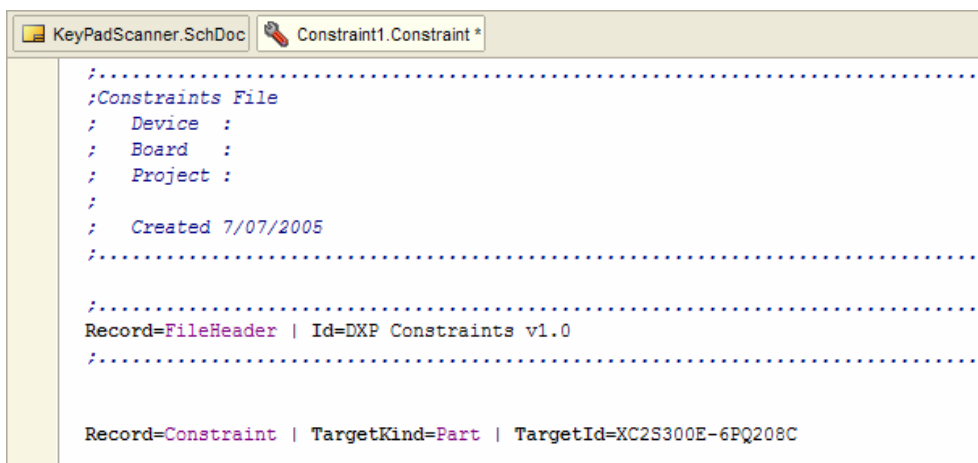 KeyPadScanner.SchDoc Constraint1.Constraint *
;...............................................................................
;Constraints File
;   Device  :
;   Board   :
;   Project :
;
;   Created 7/07/2005
;...............................................................................
;...............................................................................
Record=FileHeader | Id=DXP Constraints v1.0
;...............................................................................
Record=Constraint | TargetKind=Part | TargetId=XC2S300E-6PQ208C